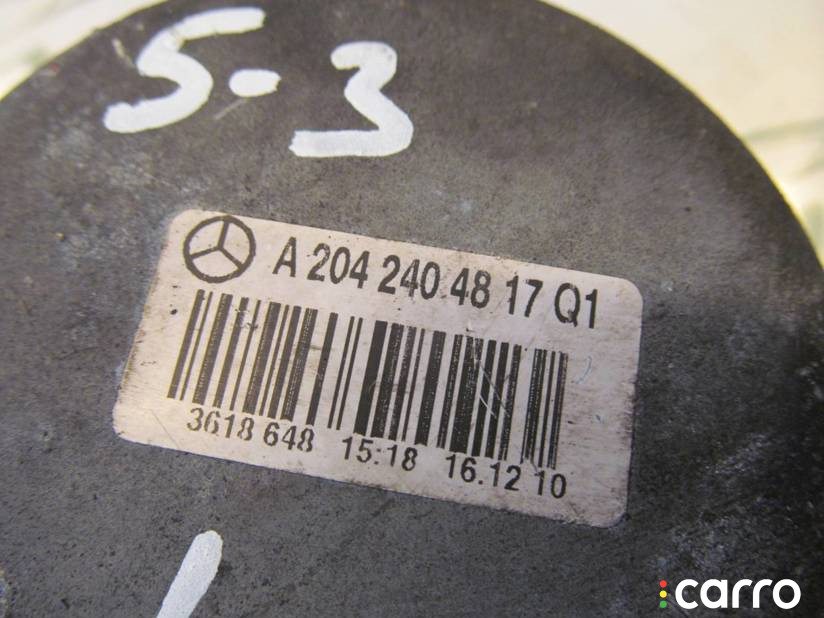 5-3
A 204 240 48 17 Q1
3618 648 15:18 16.12 10
carro